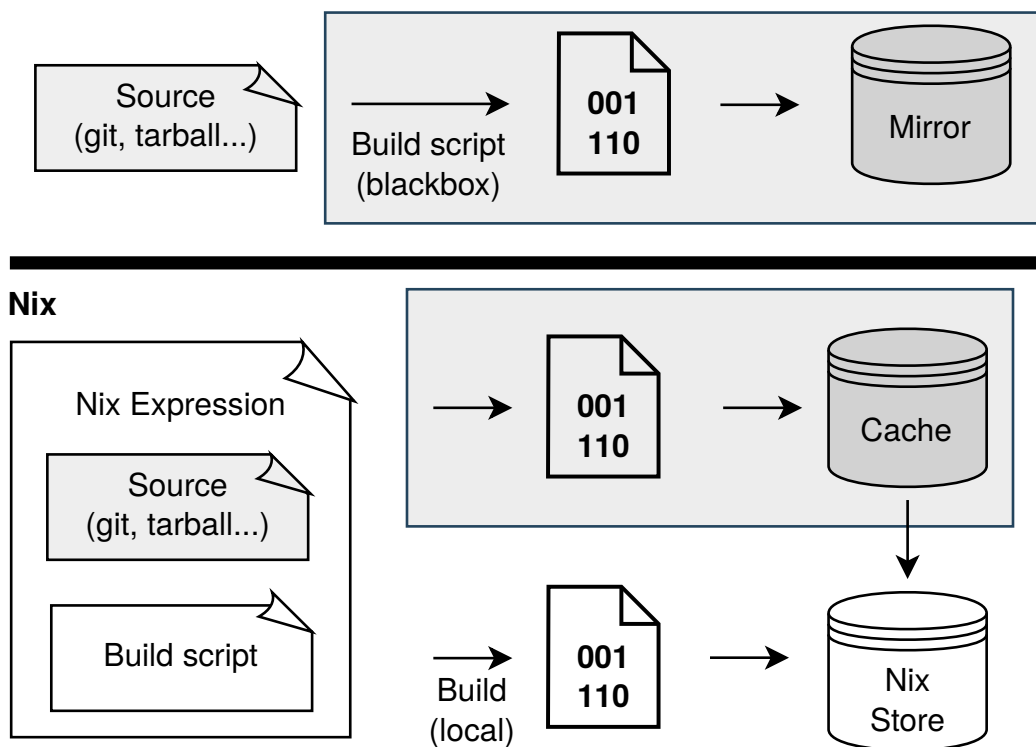 Source
(git, tarball...)
Build script
(blackbox)
001
110
Mirror
Nix
Nix Expression
Source
(git, tarball...)
Build script
001
110
Cache
Build
(local)
001
110
Nix
Store